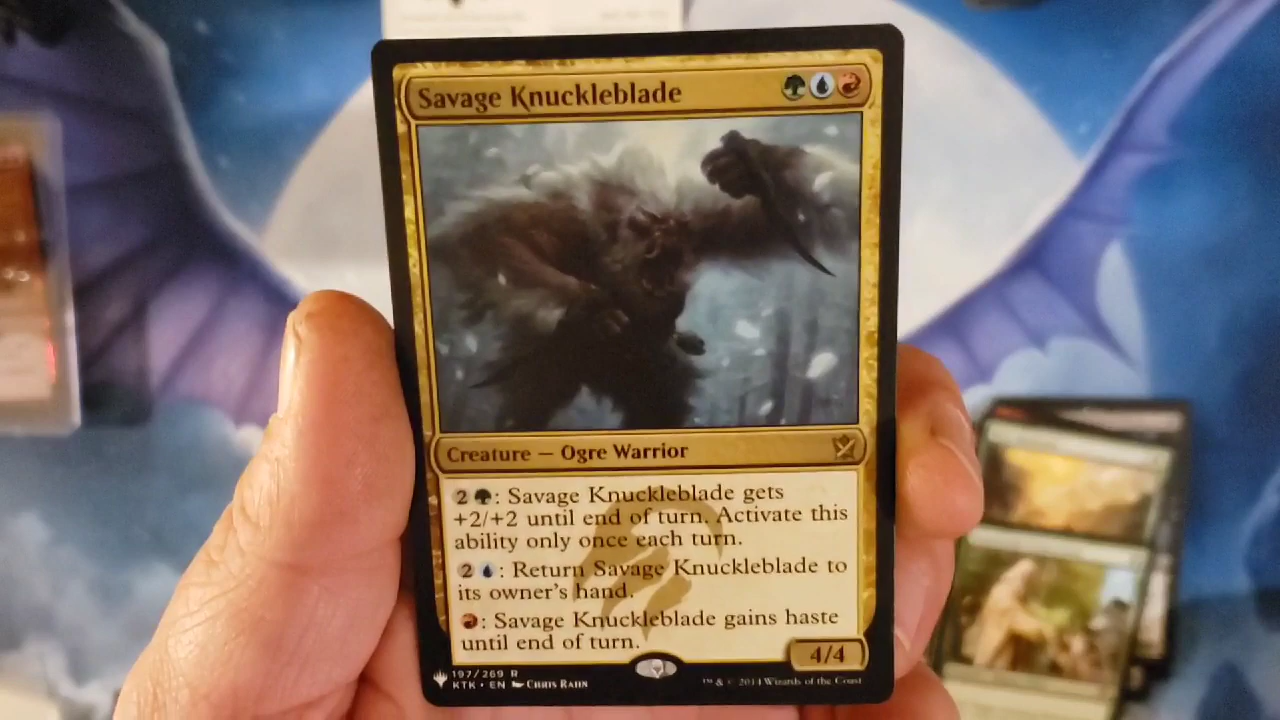 Savage Knuckleblade
Creature — Ogre Warrior
2 : Savage Knuckleblade gets
+2/+2 until end of turn. Activate this
ability only once each turn.
2 : Return Savage Knuckleblade to
its owner's hand.
: Savage Knuckleblade gains haste
until end of turn.
4/4
197/269 R
KTK • EN Chris Rahn
™ & © 2014 Wizards of the Coast